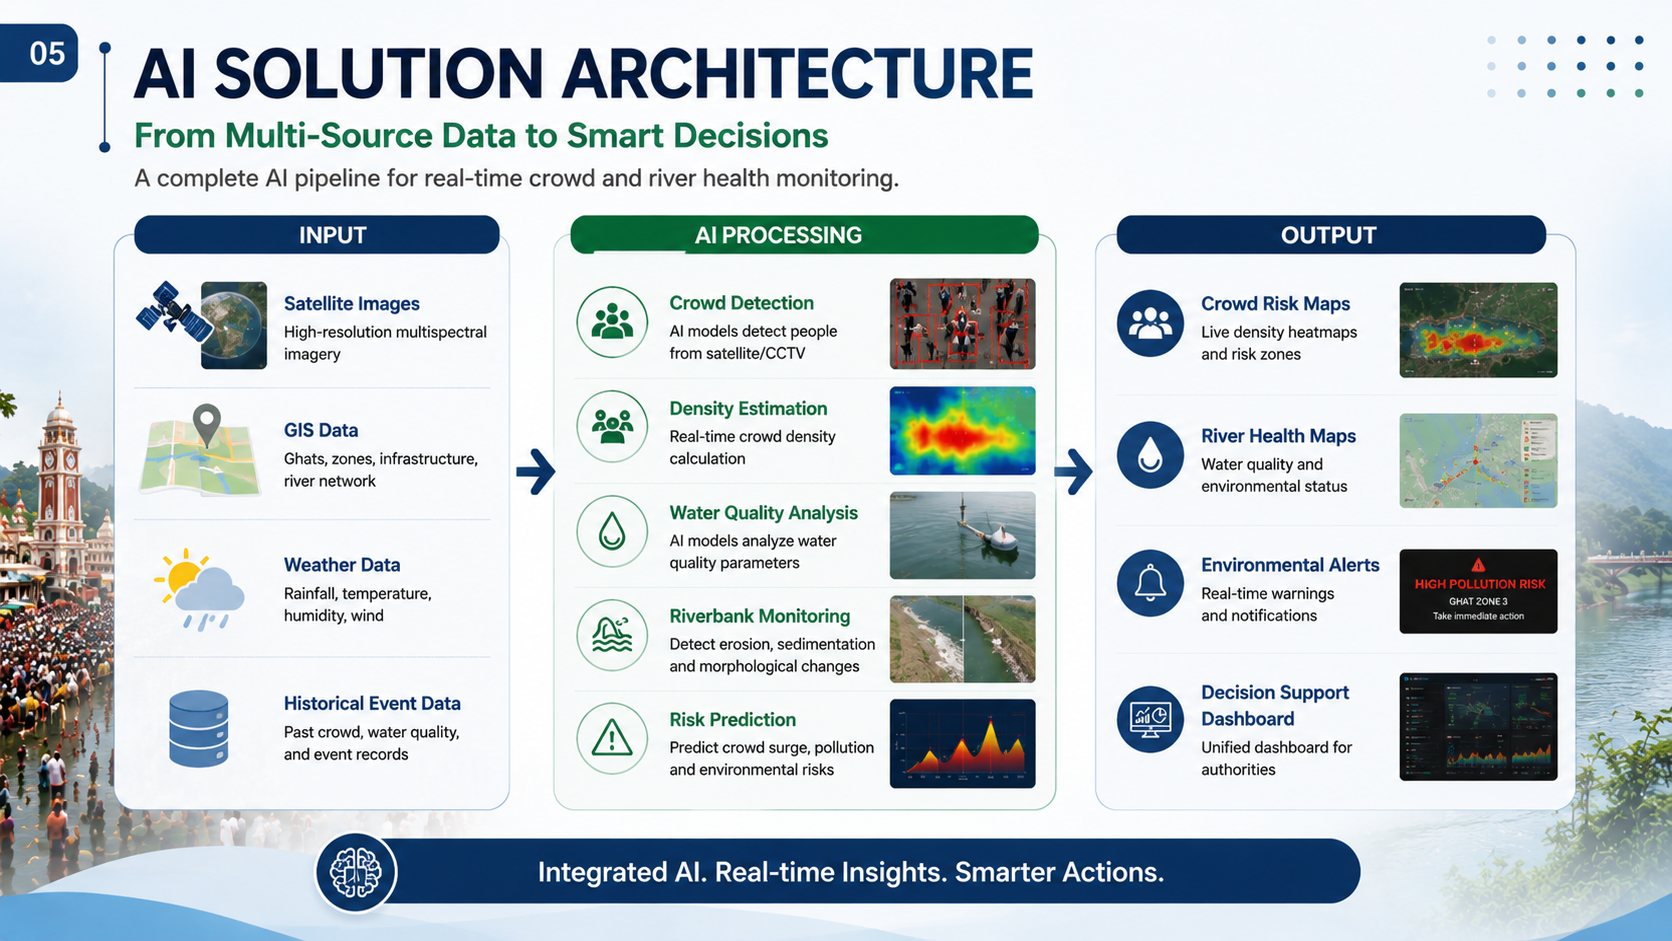 05
AI SOLUTION ARCHITECTURE
From Multi-Source Data to Smart Decisions
A complete AI pipeline for real-time crowd and river health monitoring.
INPUT
Satellite Images
High-resolution multispectral
imagery
GIS Data
Ghats, zones, infrastructure,
river network
Weather Data
Rainfall, temperature,
humidity, wind
Historical Event Data
Past crowd, water quality,
and event records
AI PROCESSING
Crowd Detection
AI models detect people
from satellite/CCTV
Density Estimation
Real-time crowd density
calculation
Water Quality Analysis
AI models analyze water
quality parameters
Riverbank Monitoring
Detect erosion, sedimentation
and morphological changes
Risk Prediction
Predict crowd surge, pollution
and environmental risks
OUTPUT
Crowd Risk Maps
Live density heatmaps
and risk zones
River Health Maps
Water quality and
environmental status
Environmental Alerts
Real-time warnings
and notifications
HIGH POLLUTION RISK
GHAT ZONE 3
Take immediate action
Decision Support
Dashboard
Unified dashboard for
authorities
Integrated AI. Real-time Insights. Smarter Actions.